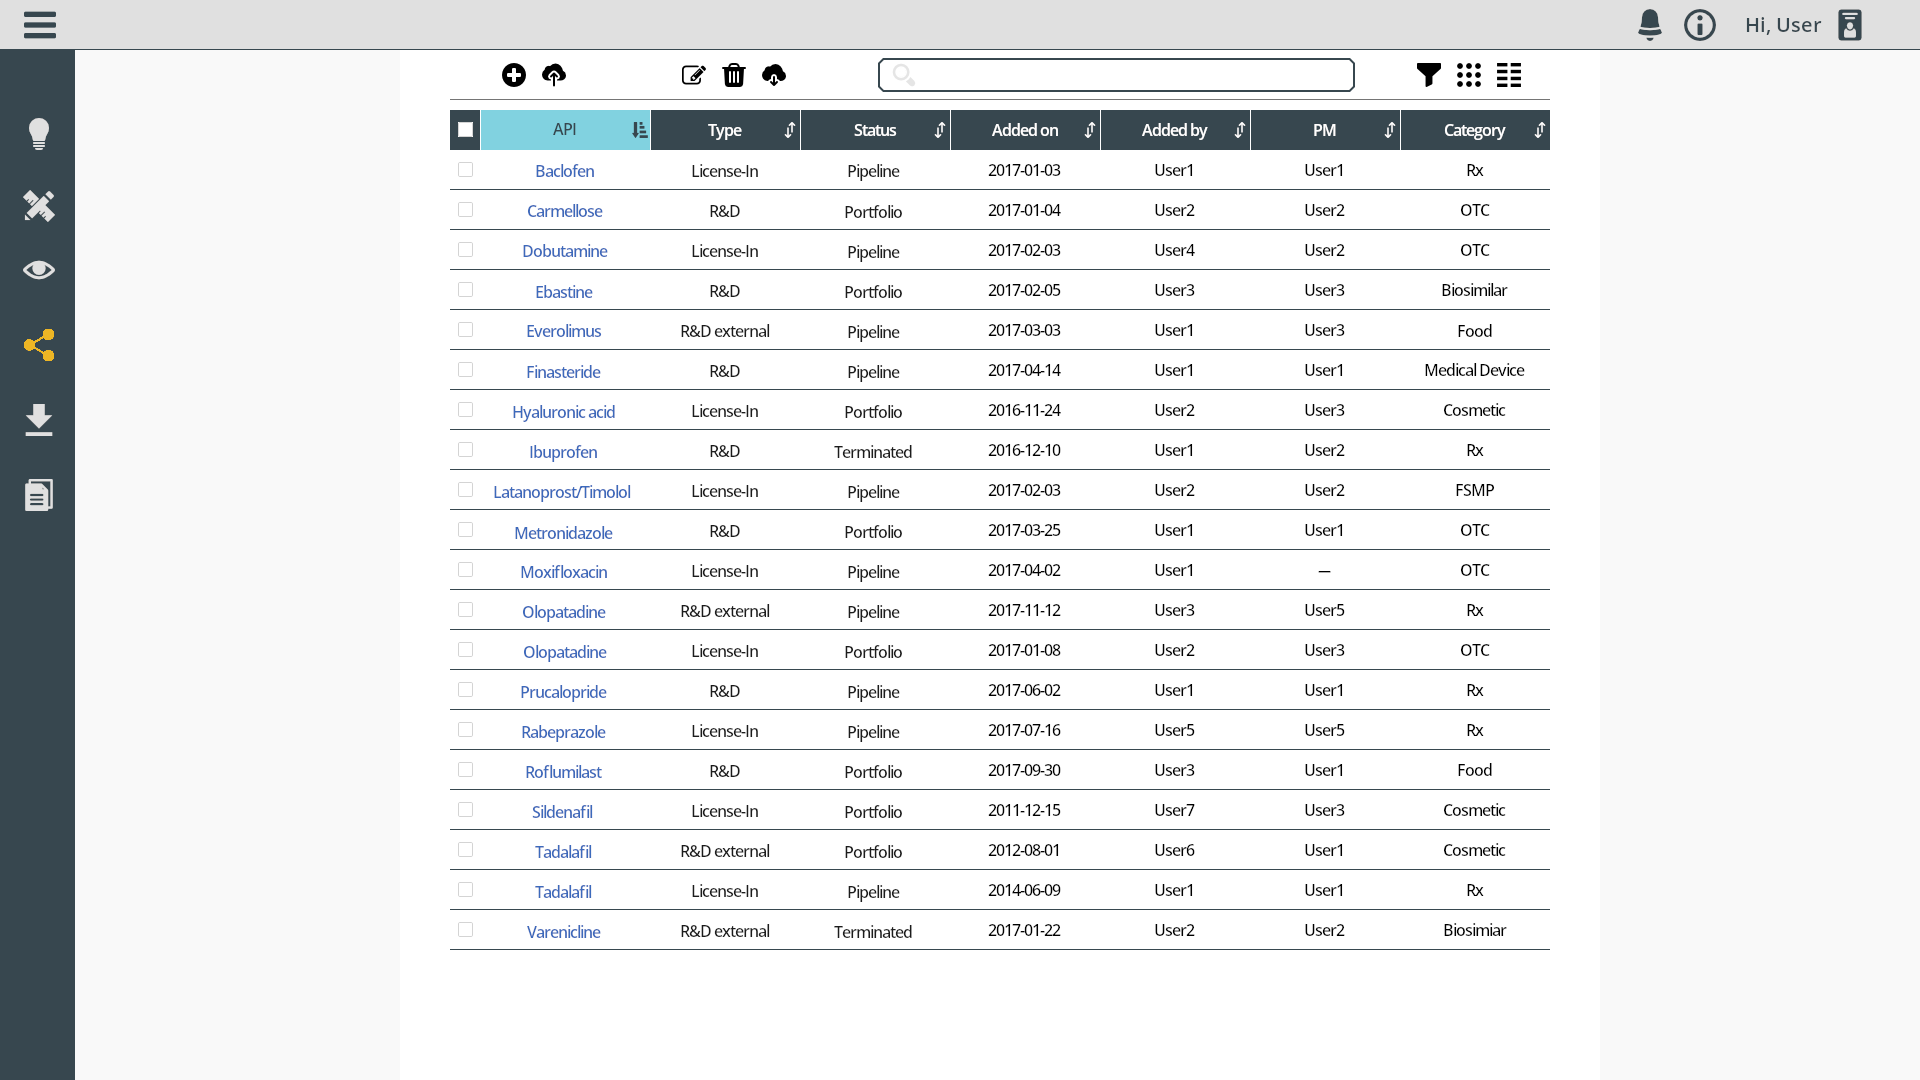 Hi, User
API Type Status Added on Added by PM Category
Baclofen License-In Pipeline 2017-01-03 User1 User1 Rx
Carmellose R&D Portfolio 2017-01-04 User2 User2 OTC
Dobutamine License-In Pipeline 2017-02-03 User4 User2 OTC
Ebastine R&D Portfolio 2017-02-05 User3 User3 Biosimilar
Everolimus R&D external Pipeline 2017-03-03 User1 User3 Food
Finasteride R&D Pipeline 2017-04-14 User1 User1 Medical Device
Hyaluronic acid License-In Portfolio 2016-11-24 User2 User3 Cosmetic
Ibuprofen R&D Terminated 2016-12-10 User1 User2 Rx
Latanoprost/Timolol License-In Pipeline 2017-02-03 User2 User2 FSMP
Metronidazole R&D Portfolio 2017-03-25 User1 User1 OTC
Moxifloxacin License-In Pipeline 2017-04-02 User1 — OTC
Olopatadine R&D external Pipeline 2017-11-12 User3 User5 Rx
Olopatadine License-In Portfolio 2017-01-08 User2 User3 OTC
Prucalopride R&D Pipeline 2017-06-02 User1 User1 Rx
Rabeprazole License-In Pipeline 2017-07-16 User5 User5 Rx
Roflumilast R&D Portfolio 2017-09-30 User3 User1 Food
Sildenafil License-In Portfolio 2011-12-15 User7 User3 Cosmetic
Tadalafil R&D external Portfolio 2012-08-01 User6 User1 Cosmetic
Tadalafil License-In Pipeline 2014-06-09 User1 User1 Rx
Varenicline R&D external Terminated 2017-01-22 User2 User2 Biosimiar